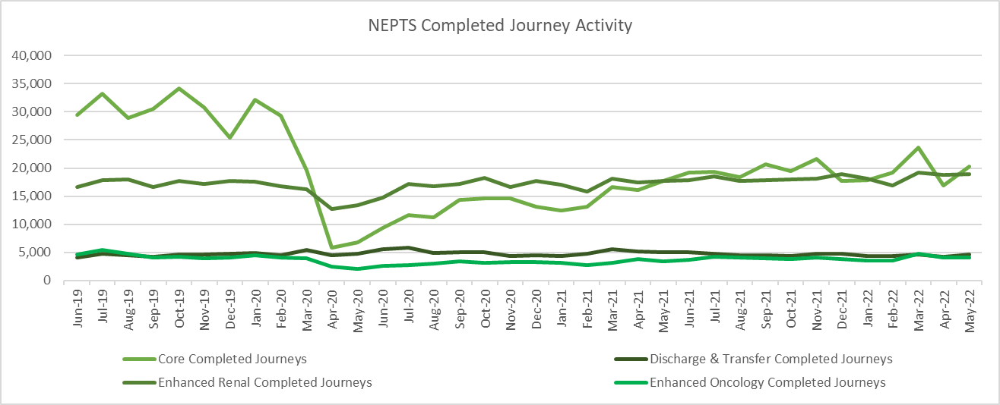 NEPTS Completed Journey Activity
40,000
35,000
30,000
25,000
20,000
15,000
10,000
5,000
0
Jun-19
Jul-19
Aug-19
Sep-19
Oct-19
Nov-19
Dec-19
Jan-20
Feb-20
Mar-20
Apr-20
May-20
Jun-20
Jul-20
Aug-20
Sep-20
Oct-20
Nov-20
Dec-20
Jan-21
Feb-21
Mar-21
Apr-21
May-21
Jun-21
Jul-21
Aug-21
Sep-21
Oct-21
Nov-21
Dec-21
Jan-22
Feb-22
Mar-22
Apr-22
May-22
Core Completed Journeys
Discharge & Transfer Completed Journeys
Enhanced Renal Completed Journeys
Enhanced Oncology Completed Journeys